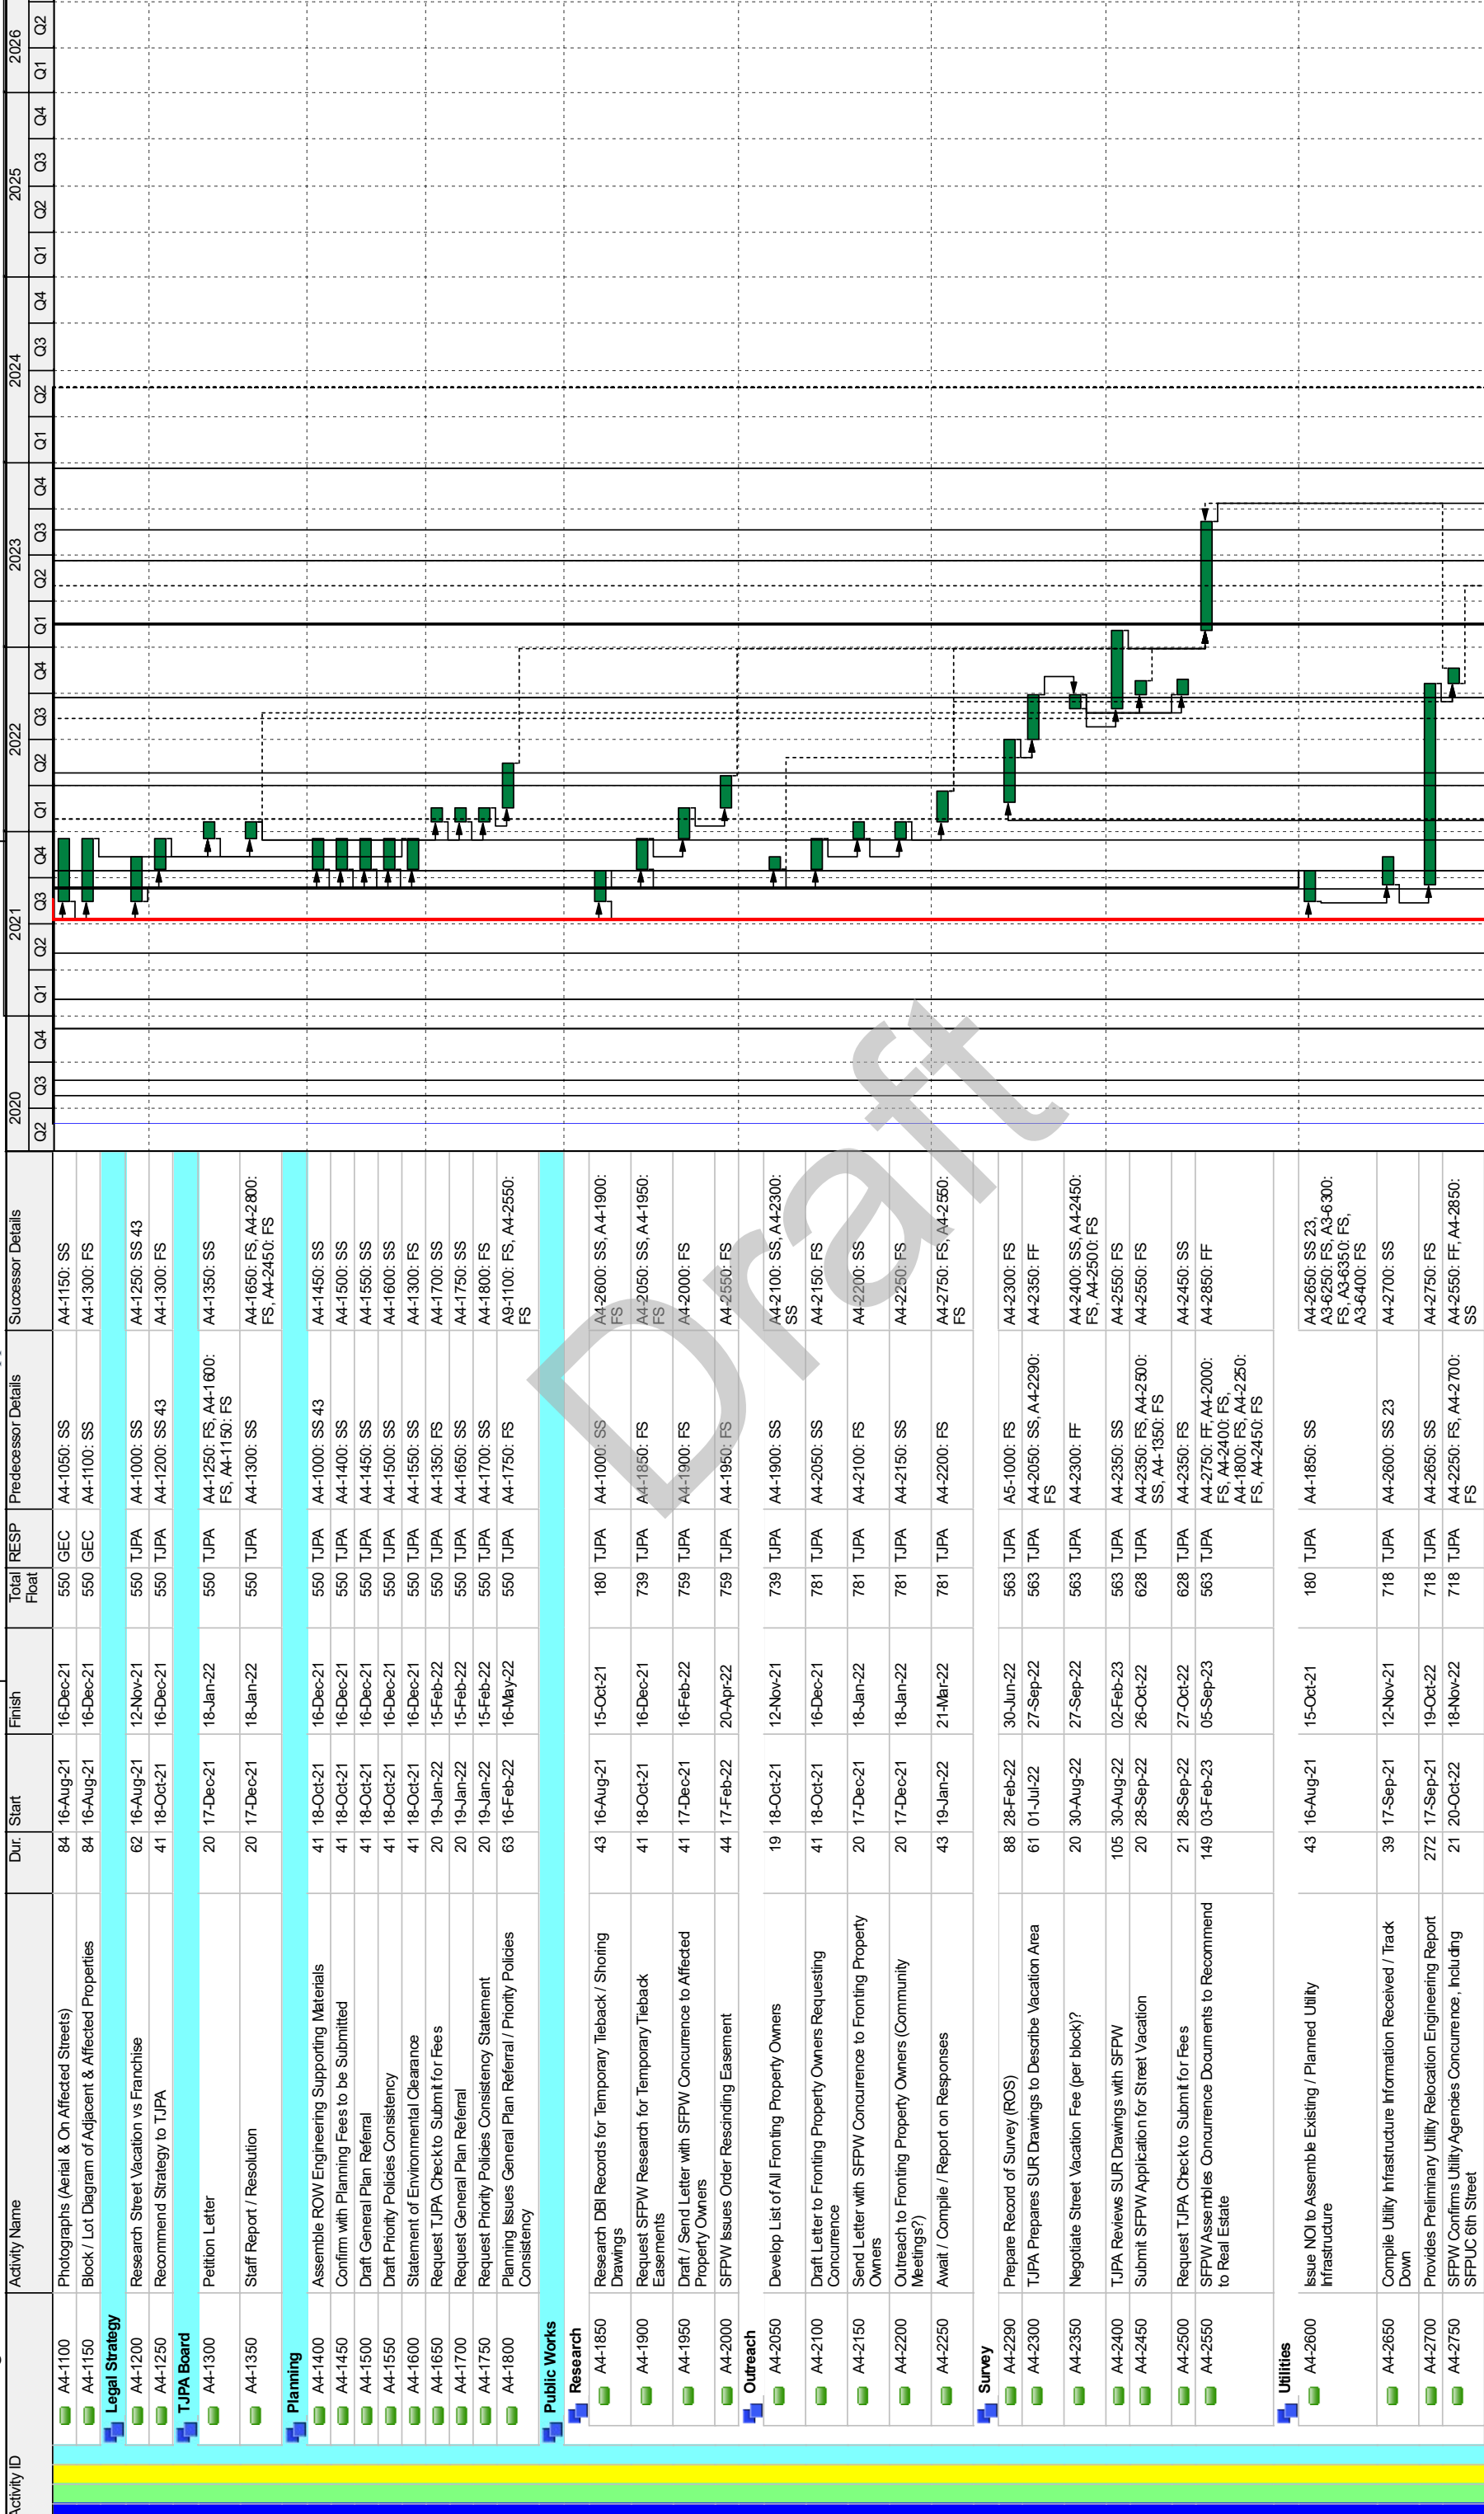 Activity ID Activity Name Dur. Start Finish Total Float RESP Predecessor Details Successor Details
2020 2021 2022 2023 2024 2025 2026
Q2 Q3 Q4 Q1 Q2 Q3 Q4 Q1 Q2 Q3 Q4 Q1 Q2 Q3 Q4 Q1 Q2 Q3 Q4 Q1 Q2 Q3 Q4 Q1 Q2
A4-1100 Photographs (Aerial & On Affected Streets) 84 16-Aug-21 16-Dec-21 550 GEC A4-1050: SS A4-1150: SS
A4-1150 Block / Lot Diagram of Adjacent & Affected Properties 84 16-Aug-21 16-Dec-21 550 GEC A4-1100: SS A4-1300: FS
Legal Strategy
A4-1200 Research Street Vacation vs Franchise 62 16-Aug-21 12-Nov-21 550 TJPA A4-1000: SS A4-1250: SS 43
A4-1250 Recommend Strategy to TJPA 41 18-Oct-21 16-Dec-21 550 TJPA A4-1200: SS 43 A4-1300: FS
TJPA Board
A4-1300 Petition Letter 20 17-Dec-21 18-Jan-22 550 TJPA A4-1250: FS, A4-1600: A4-1350: SS
FS, A4-1150: FS
A4-1350 Staff Report / Resolution 20 17-Dec-21 18-Jan-22 550 TJPA A4-1300: SS A4-1650: FS, A4-2800:
FS, A4-2450: FS
Planning
A4-1400 Assemble ROW Engineering Supporting Materials 41 18-Oct-21 16-Dec-21 550 TJPA A4-1000: SS 43 A4-1450: SS
A4-1450 Confirm with Planning Fees to be Submitted 41 18-Oct-21 16-Dec-21 550 TJPA A4-1400: SS A4-1500: SS
A4-1500 Draft General Plan Referral 41 18-Oct-21 16-Dec-21 550 TJPA A4-1450: SS A4-1550: SS
A4-1550 Draft Priority Policies Consistency 41 18-Oct-21 16-Dec-21 550 TJPA A4-1500: SS A4-1600: SS
A4-1600 Statement of Environmental Clearance 41 18-Oct-21 16-Dec-21 550 TJPA A4-1550: SS A4-1300: FS
A4-1650 Request TJPA Check to Submit for Fees 20 19-Jan-22 15-Feb-22 550 TJPA A4-1350: FS A4-1700: SS
A4-1700 Request General Plan Referral 20 19-Jan-22 15-Feb-22 550 TJPA A4-1650: SS A4-1750: SS
A4-1750 Request Priority Policies Consistency Statement 20 19-Jan-22 15-Feb-22 550 TJPA A4-1700: SS A4-1800: FS
A4-1800 Planning Issues General Plan Referral / Priority Policies 63 16-Feb-22 16-May-22 550 TJPA A4-1750: FS A9-1100: FS, A4-2550:
Consistency FS
Public Works
Research
A4-1850 Research DBI Records for Temporary Tieback / Shoring 43 16-Aug-21 15-Oct-21 180 TJPA A4-1000: SS A4-2600: SS, A4-1900:
Drawings FS
A4-1900 Request SFPW Research for Temporary Tieback 41 18-Oct-21 16-Dec-21 739 TJPA A4-1850: FS A4-2050: SS, A4-1950:
Easements FS
A4-1950 Draft / Send Letter with SFPW Concurrence to Affected 41 17-Dec-21 16-Feb-22 759 TJPA A4-1900: FS A4-2000: FS
Property Owners
A4-2000 SFPW Issues Order Rescinding Easement 44 17-Feb-22 20-Apr-22 759 TJPA A4-1950: FS A4-2550: FS
Outreach
A4-2050 Develop List of All Fronting Property Owners 19 18-Oct-21 12-Nov-21 739 TJPA A4-1900: SS A4-2100: SS, A4-2300:
SS
A4-2100 Draft Letter to Fronting Property Owners Requesting 41 18-Oct-21 16-Dec-21 781 TJPA A4-2050: SS A4-2150: FS
Concurrence
A4-2150 Send Letter with SFPW Concurrence to Fronting Property 20 17-Dec-21 18-Jan-22 781 TJPA A4-2100: FS A4-2200: SS
Owners
A4-2200 Outreach to Fronting Property Owners (Community 20 17-Dec-21 18-Jan-22 781 TJPA A4-2150: SS A4-2250: FS
Meetings?)
A4-2250 Await / Compile / Report on Responses 43 19-Jan-22 21-Mar-22 781 TJPA A4-2200: FS A4-2750: FS, A4-2550:
FS
Survey
A4-2290 Prepare Record of Survey (ROS) 88 28-Feb-22 30-Jun-22 563 TJPA A5-1000: FS A4-2300: FS
A4-2300 TJPA Prepares SUR Drawings to Describe Vacation Area 61 01-Jul-22 27-Sep-22 563 TJPA A4-2050: SS, A4-2290: A4-2350: FF
FS
A4-2350 Negotiate Street Vacation Fee (per block)? 20 30-Aug-22 27-Sep-22 563 TJPA A4-2300: FF A4-2400: SS, A4-2450:
FS, A4-2500: FS
A4-2400 TJPA Reviews SUR Drawings with SFPW 105 30-Aug-22 02-Feb-23 563 TJPA A4-2350: SS A4-2550: FS
A4-2450 Submit SFPW Application for Street Vacation 20 28-Sep-22 26-Oct-22 628 TJPA A4-2350: FS, A4-2500: A4-2550: FS
SS, A4-1350: FS
A4-2500 Request TJPA Check to Submit for Fees 21 28-Sep-22 27-Oct-22 628 TJPA A4-2350: FS A4-2450: SS
A4-2550 SFPW Assembles Concurrence Documents to Recommend 149 03-Feb-23 05-Sep-23 563 TJPA A4-2750: FF, A4-2000: A4-2850: FF
to Real Estate FS, A4-2400: FS,
A4-1800: FS, A4-2250:
FS, A4-2450: FS
Utilities
A4-2600 Issue NOI to Assemble Existing / Planned Utility 43 16-Aug-21 15-Oct-21 180 TJPA A4-1850: SS A4-2650: SS 23,
Infrastructure A3-6250: FS, A3-6300:
FS, A3-6350: FS,
A3-6400: FS
A4-2650 Compile Utility Infrastructure Information Received / Track 39 17-Sep-21 12-Nov-21 718 TJPA A4-2600: SS 23 A4-2700: SS
Down
A4-2700 Provides Preliminary Utility Relocation Engineering Report 272 17-Sep-21 19-Oct-22 718 TJPA A4-2650: SS A4-2750: FS
A4-2750 SFPW Confirms Utility Agencies Concurrence, Including 21 20-Oct-22 18-Nov-22 718 TJPA A4-2250: FS, A4-2700: A4-2550: FF, A4-2850:
SFPUC 6th Street FS SS
Draft